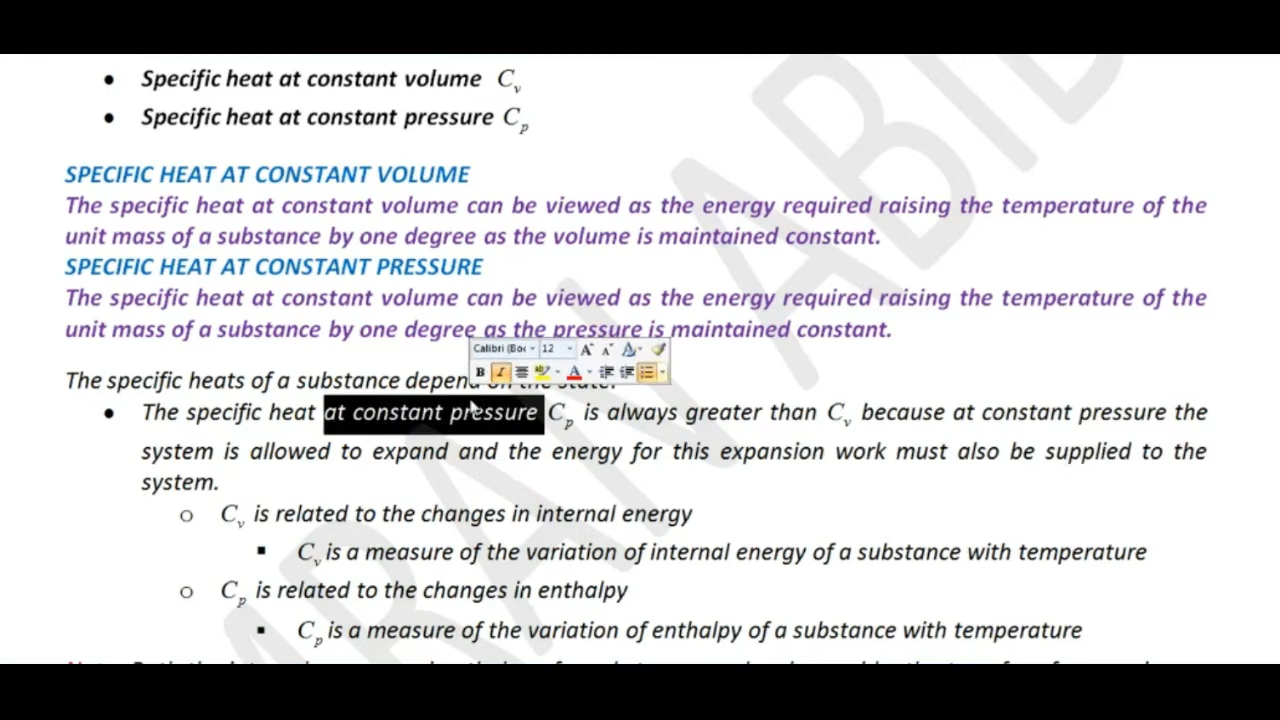 • Specific heat at constant volume Cv
• Specific heat at constant pressure Cp
SPECIFIC HEAT AT CONSTANT VOLUME
The specific heat at constant volume can be viewed as the energy required raising the temperature of the
unit mass of a substance by one degree as the volume is maintained constant.
SPECIFIC HEAT AT CONSTANT PRESSURE
The specific heat at constant volume can be viewed as the energy required raising the temperature of the
unit mass of a substance by one degree as the pressure is maintained constant.
Calibri (Boc 12
B I A
The specific heats of a substance depend on the state.
• The specific heat at constant pressure Cp is always greater than Cv because at constant pressure the
system is allowed to expand and the energy for this expansion work must also be supplied to the
system.
o Cv is related to the changes in internal energy
▪ Cv is a measure of the variation of internal energy of a substance with temperature
o Cp is related to the changes in enthalpy
▪ Cp is a measure of the variation of enthalpy of a substance with temperature